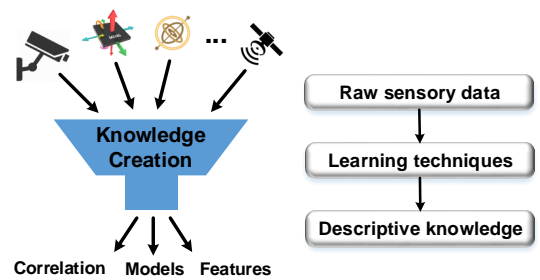 ...
Knowledge
Creation
Correlation Models Features
Raw sensory data
Learning techniques
Descriptive knowledge